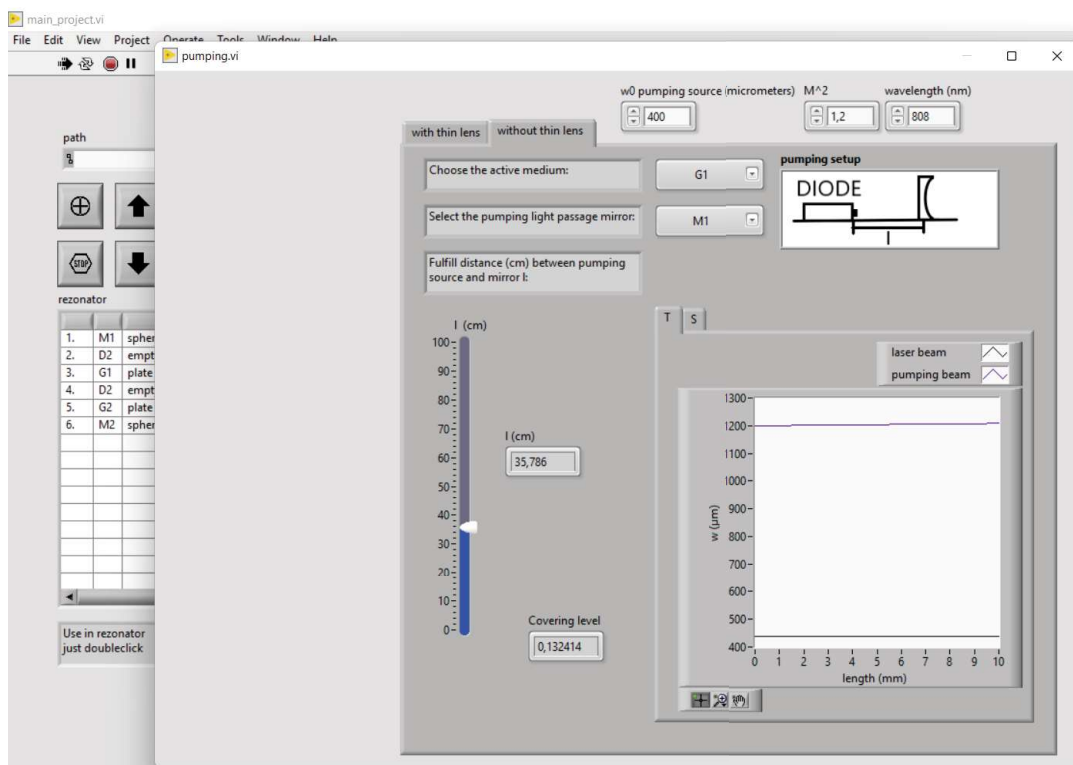 main_project.vi
File Edit View Project Operate Tools Window Help
pumping.vi
path
rezonator
1. M1 spher
2. D2 empt
3. G1 plate
4. D2 empt
5. G2 plate
6. M2 spher
Use in rezonator
just doubleclick
STOP
w0 pumping source (micrometers) M^2 wavelength (nm)
400 1,2 808
with thin lens without thin lens
Choose the active medium:
G1
Select the pumping light passage mirror:
M1
Fulfill distance (cm) between pumping
source and mirror l:
pumping setup
DIODE
l
l (cm)
100
90
80
70
60
50
40
30
20
10
0
l (cm)
35,786
Covering level
0,132414
T S
laser beam
pumping beam
1300
1200
1100
1000
900
800
700
600
500
400
w (µm)
0 1 2 3 4 5 6 7 8 9 10
length (mm)